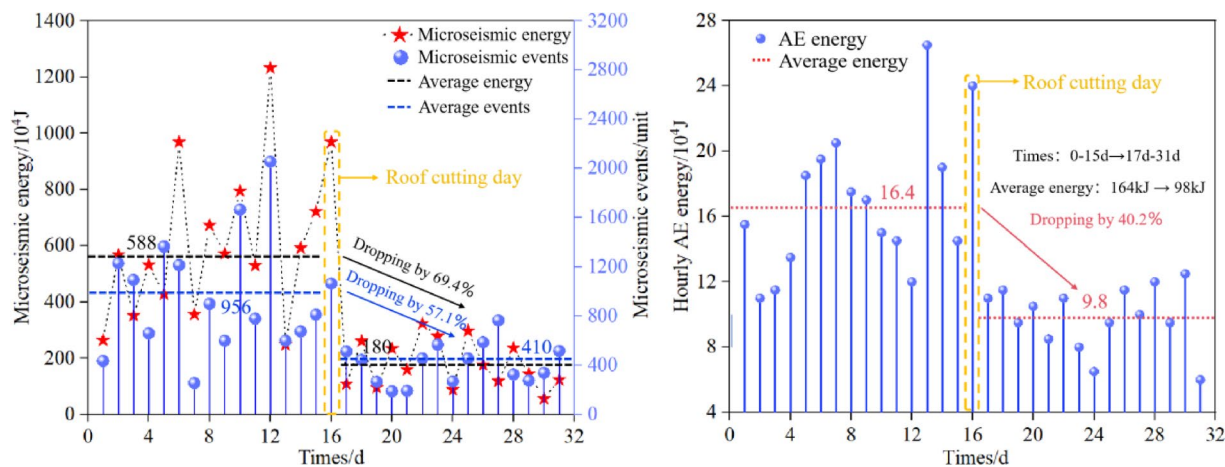 1400
1200
1000
800
600
400
200
0
Microseismic energy/10⁴J
3200
2800
2400
2000
1600
1200
800
400
0
Microseismic events/unit
Microseismic energy
Microseismic events
Average energy
Average events
Roof cutting day
588
956
Dropping by 69.4%
Dropping by 57.1%
180
410
0 4 8 12 16 20 24 28 32
Times/d
28
24
20
16
12
8
4
Hourly AE energy/10⁴J
AE energy
Average energy
Roof cutting day
Times: 0-15d→17d-31d
Average energy: 164kJ → 98kJ
16.4
Dropping by 40.2%
9.8
0 4 8 12 16 20 24 28 32
Times/d